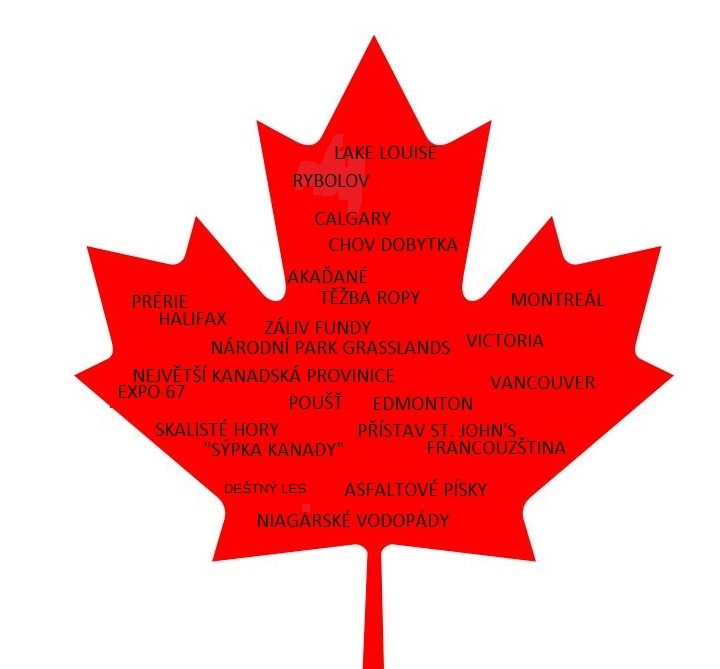 LAKE LOUISE
RYBOLOV
CALGARY
CHOV DOBYTKA
AKAĎANÉ
TĚŽBA ROPY
PRÉRIE
MONTREÁL
HALIFAX
ZÁLIV FUNDY
VICTORIA
NÁRODNÍ PARK GRASSLANDS
NEJVĚTŠÍ KANADSKÁ PROVINICE
VANCOUVER
EXPO 67
POUŠŤ
EDMONTON
SKALISTÉ HORY
PŘÍSTAV ST. JOHN'S
"SÝPKA KANADY"
FRANCOUZŠTINA
DEŠTNÝ LES
ASFALTOVÉ PÍSKY
NIAGARSKÉ VODOPÁDY